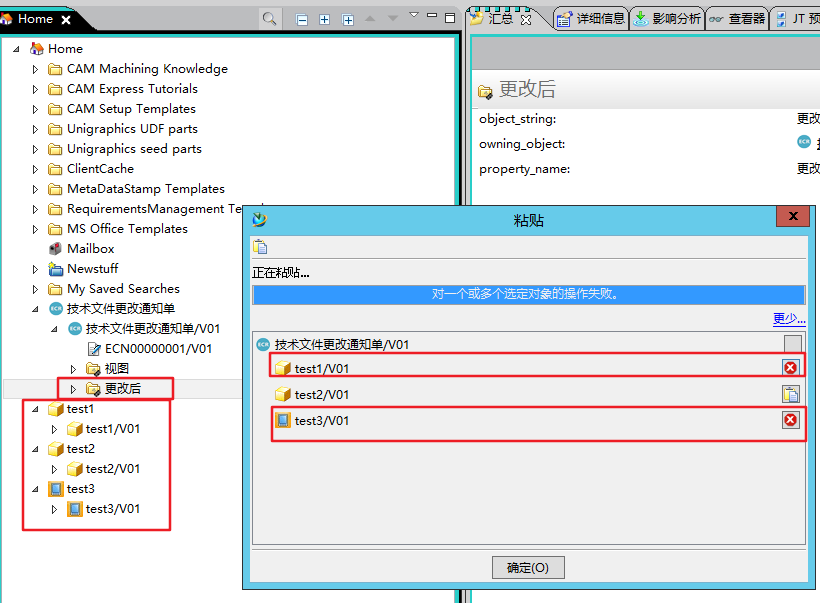 Home
汇总
详细信息
影响分析
查看器
JT 预
Home
CAM Machining Knowledge
CAM Express Tutorials
CAM Setup Templates
Unigraphics UDF parts
Unigraphics seed parts
ClientCache
MetaDataStamp Templates
RequirementsManagement Te
MS Office Templates
Mailbox
Newstuff
My Saved Searches
ECR 技术文件更改通知单
ECR 技术文件更改通知单/V01
ECN00000001/V01
视图
更改后
test1
test1/V01
test2
test2/V01
test3
test3/V01
更改后
object_string:
更改
owning_object:
ECR
property_name:
更改
粘贴
正在粘贴...
对一个或多个选定对象的操作失败。
更少...
ECR 技术文件更改通知单/V01
test1/V01
test2/V01
test3/V01
确定(O)